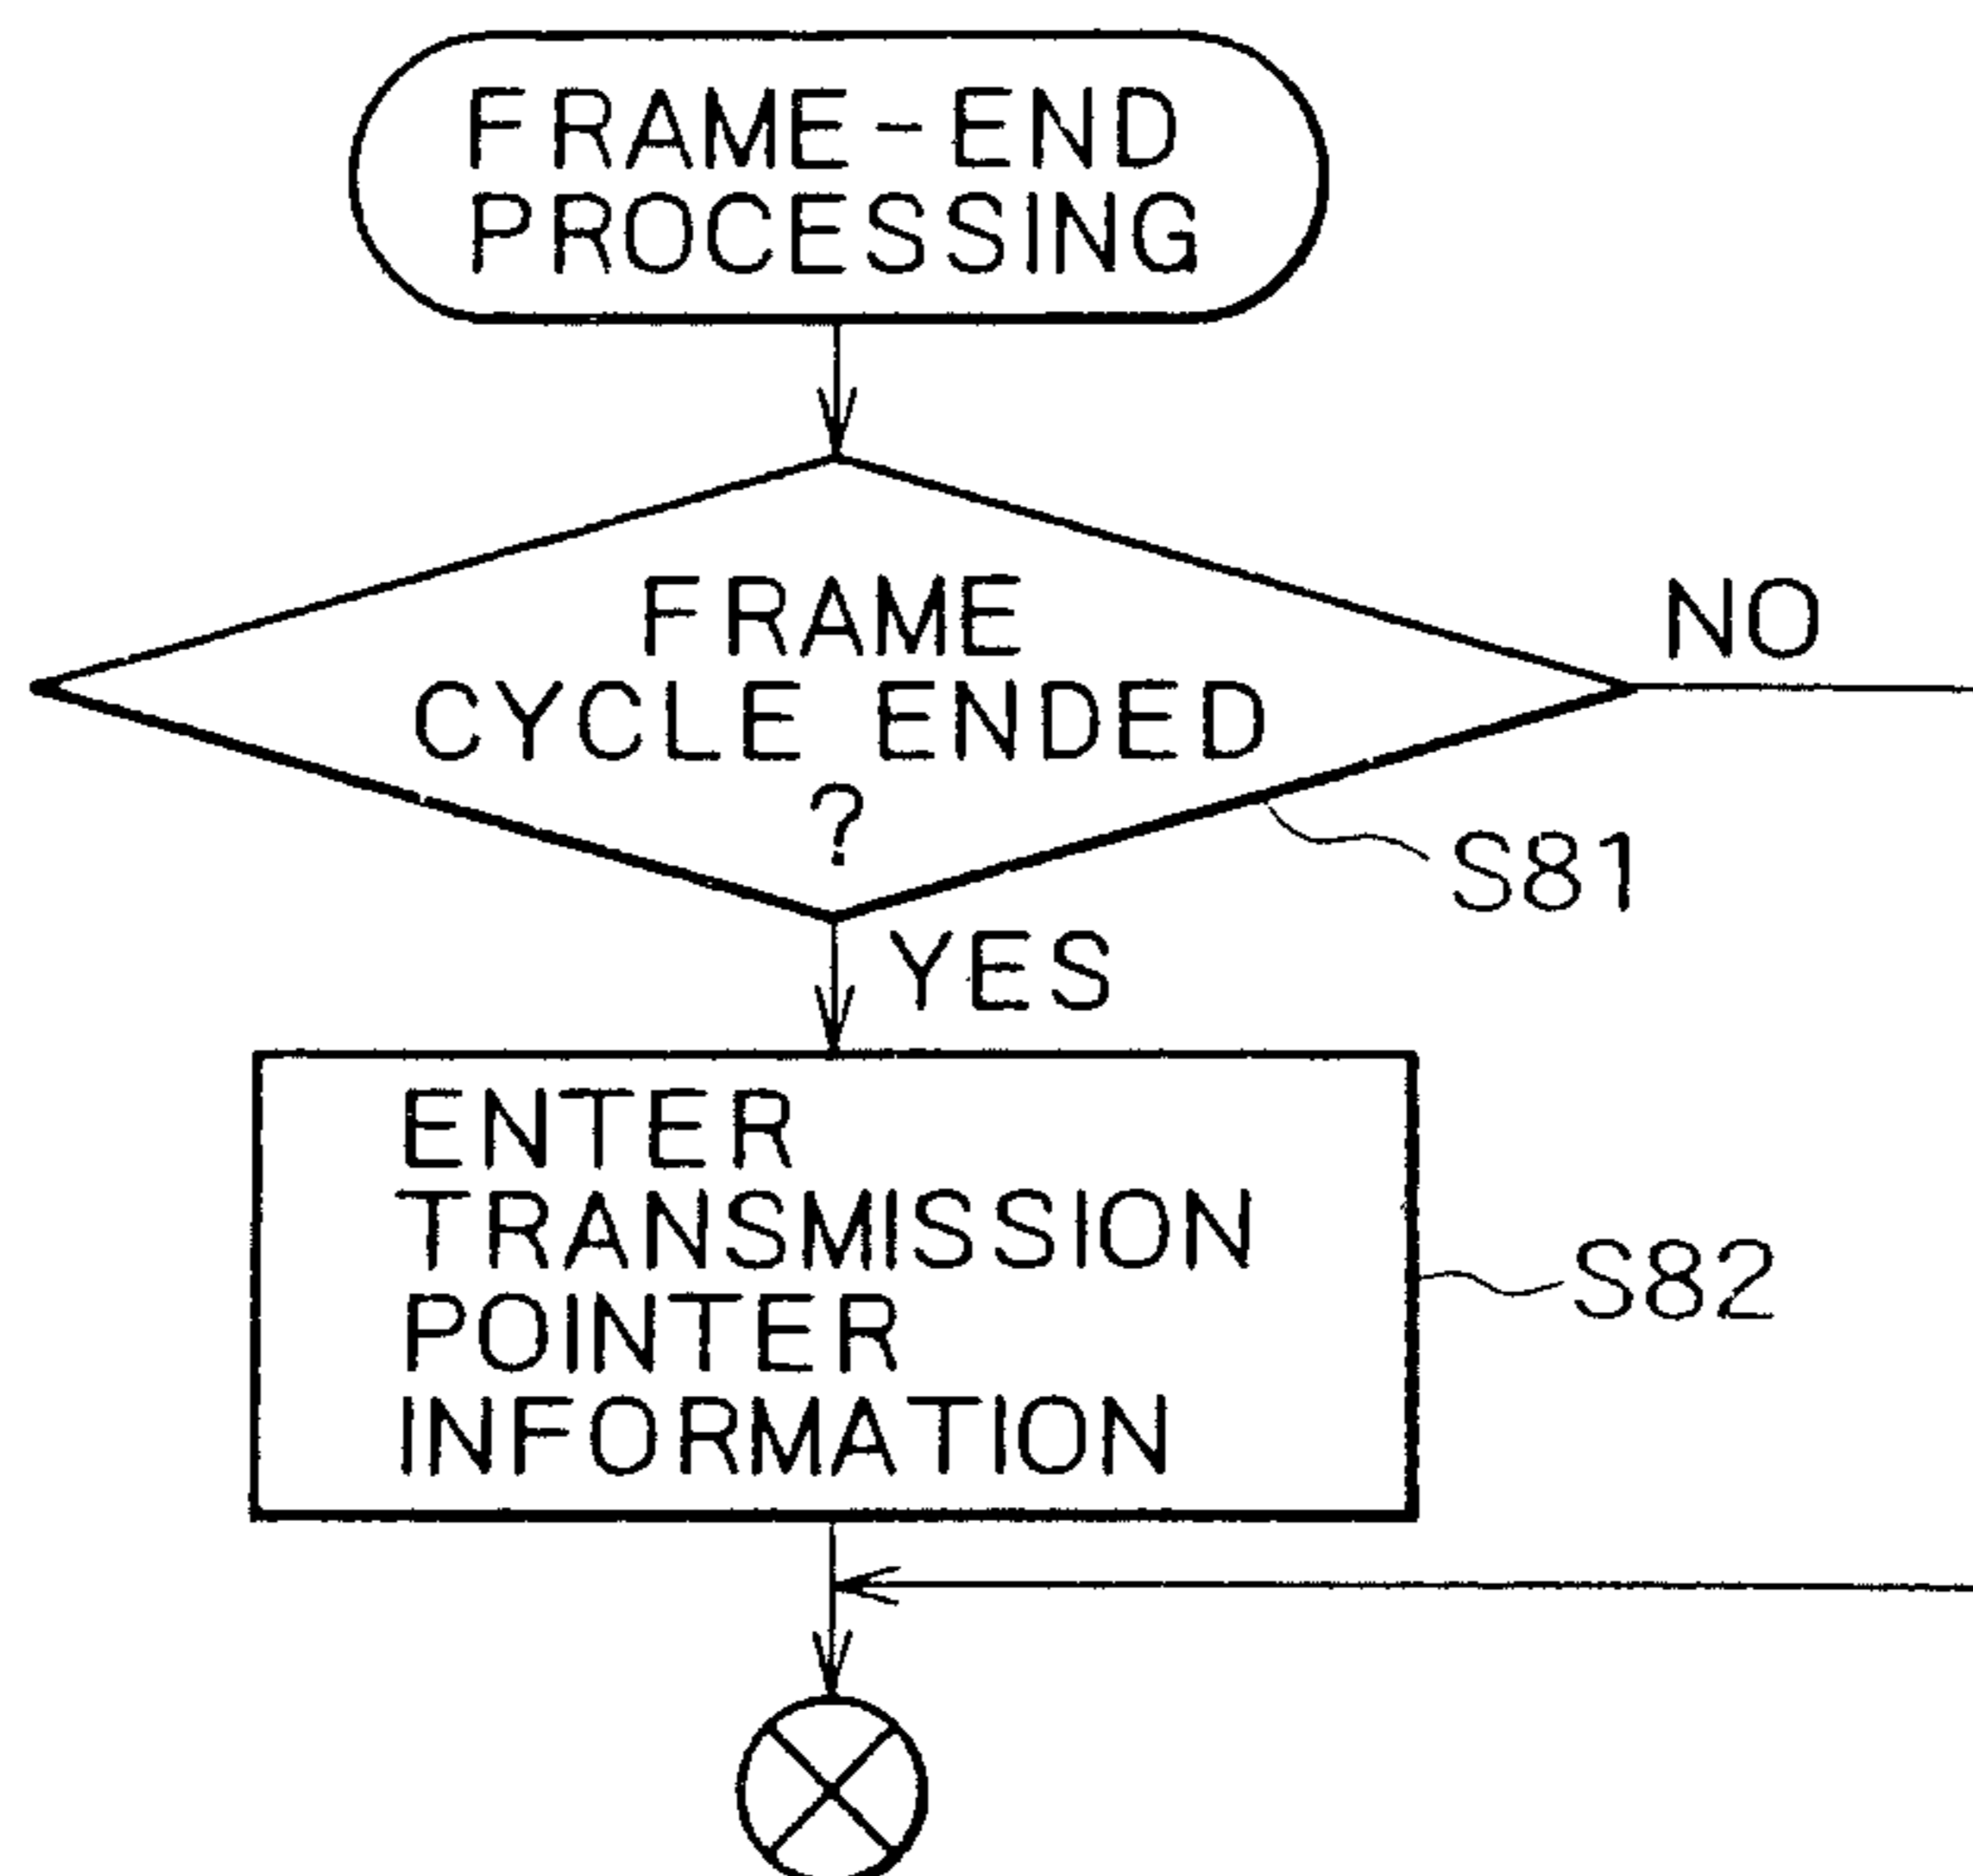 FRAME-END
PROCESSING
FRAME
CYCLE ENDED
?
NO
S81
YES
ENTER
TRANSMISSION
POINTER
INFORMATION
S82